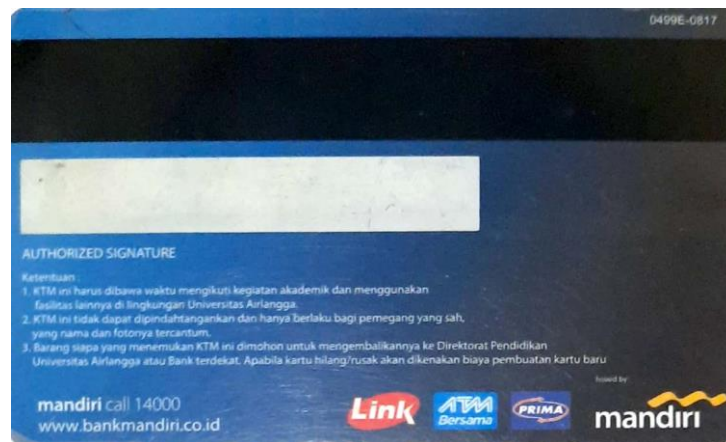 0499E-0817
AUTHORIZED SIGNATURE
Ketentuan :
1. KTM ini harus dibawa waktu mengikuti kegiatan akademik dan menggunakan
fasilitas lainnya di lingkungan Universitas Airlangga.
2. KTM ini tidak dapat dipindahtangankan dan hanya berlaku bagi pemegang yang sah,
yang nama dan fotonya tercantum.
3. Barang siapa yang menemukan KTM ini dimohon untuk mengembalikannya ke Direktorat Pendidikan
Universitas Airlangga atau Bank terdekat. Apabila kartu hilang/rusak akan dikenakan biaya pembuatan kartu baru
mandiri call 14000
www.bankmandiri.co.id
Link
ATM
Bersama
PRIMA
Issued by
mandırı